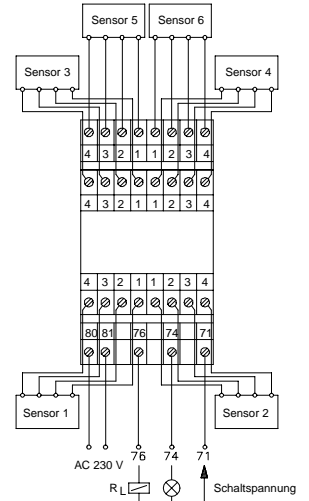 Sensor 5 Sensor 6
Sensor 3 Sensor 4
4 3 2 1 1 2 3 4
4 3 2 1 1 2 3 4
4 3 2 1 1 2 3 4
80 81 76 74 71
Sensor 1 Sensor 2
AC 230 V 76 74 71
RL Schaltspannung